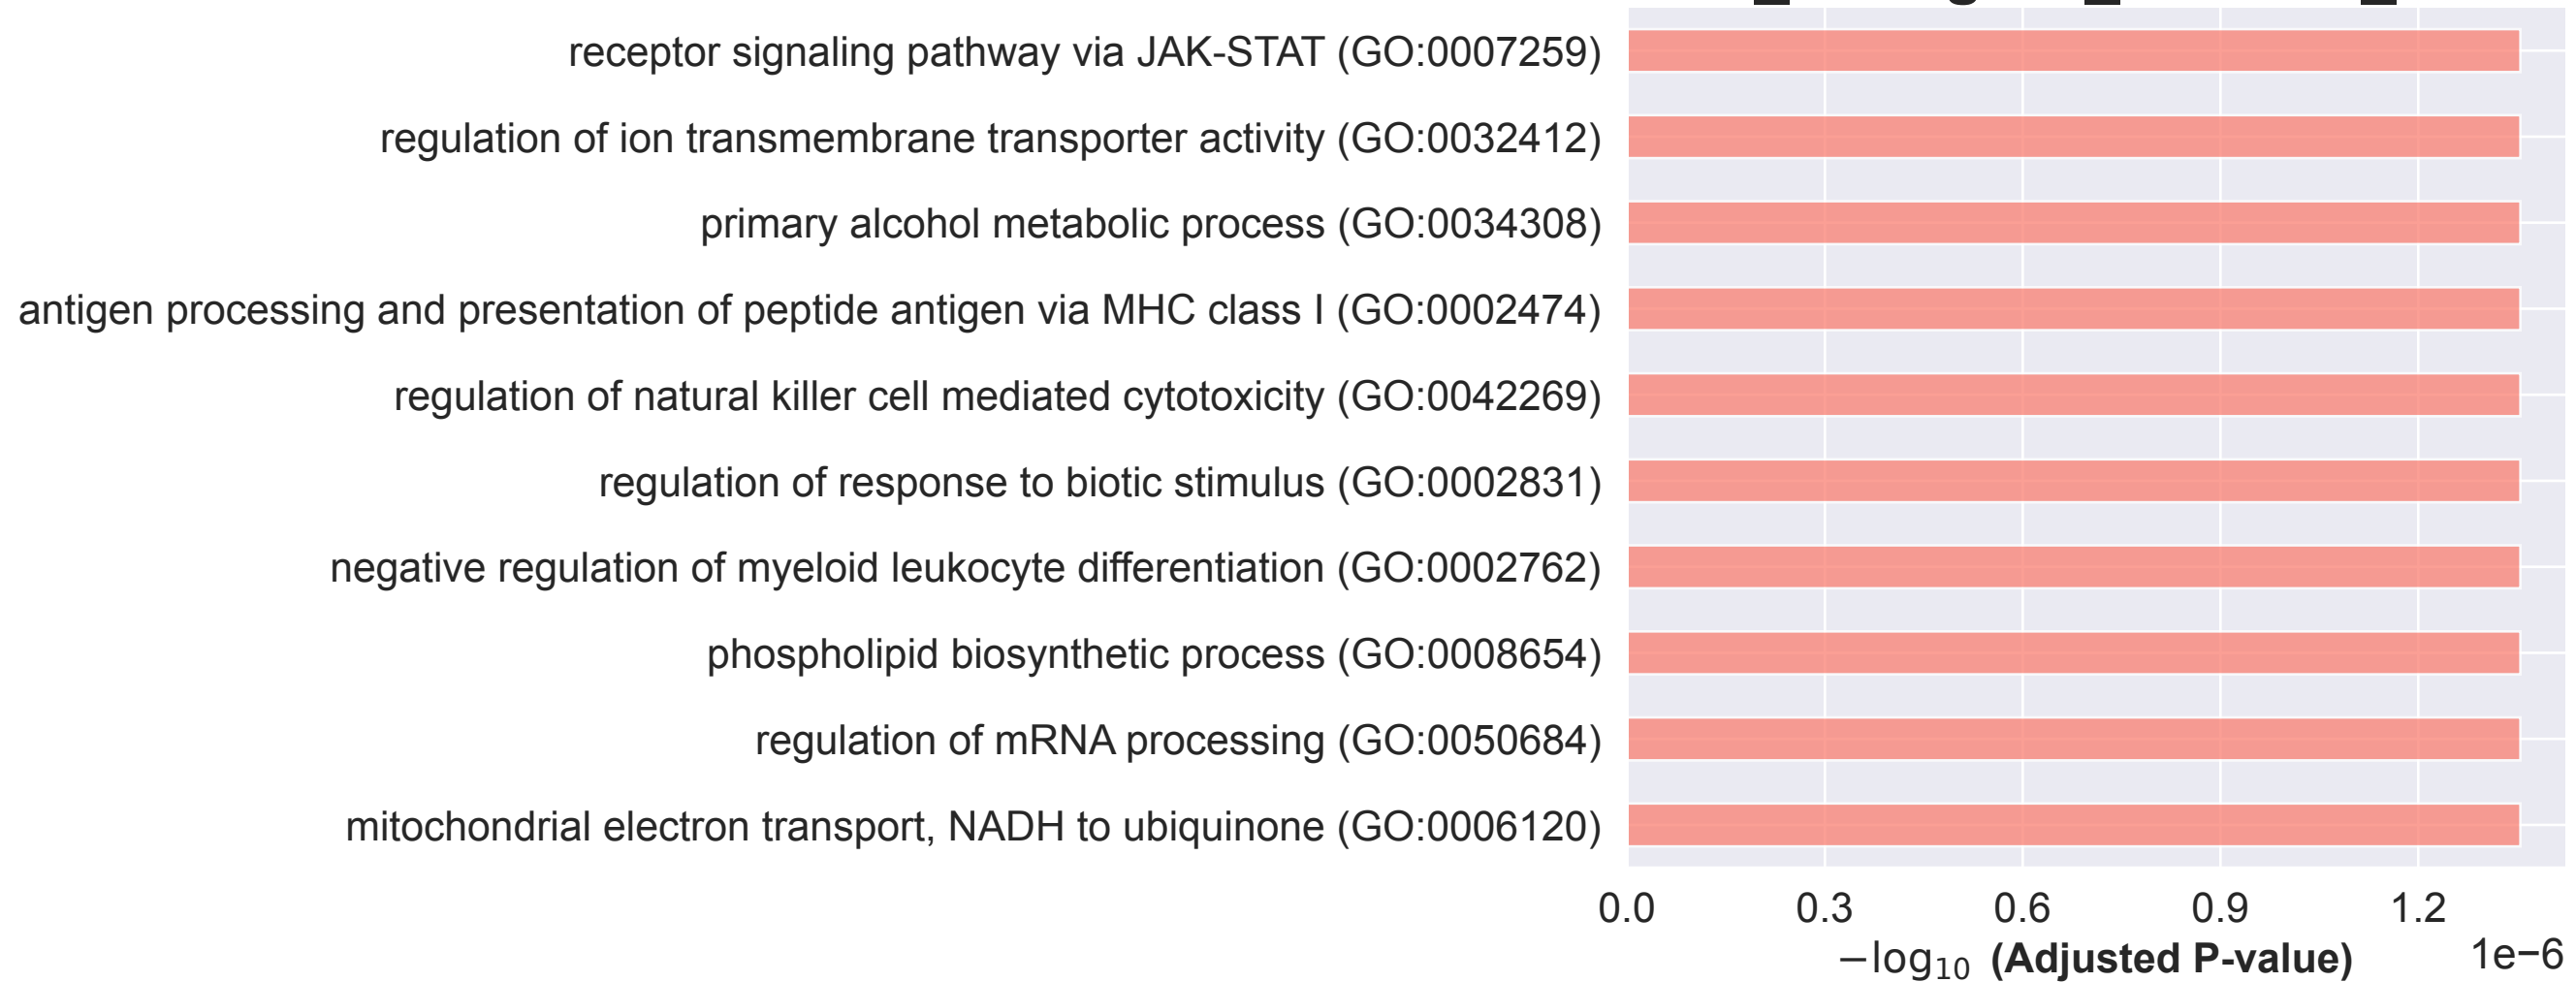 receptor signaling pathway via JAK-STAT (GO:0007259)
regulation of ion transmembrane transporter activity (GO:0032412)
primary alcohol metabolic process (GO:0034308)
antigen processing and presentation of peptide antigen via MHC class I (GO:0002474)
regulation of natural killer cell mediated cytotoxicity (GO:0042269)
regulation of response to biotic stimulus (GO:0002831)
negative regulation of myeloid leukocyte differentiation (GO:0002762)
phospholipid biosynthetic process (GO:0008654)
regulation of mRNA processing (GO:0050684)
mitochondrial electron transport, NADH to ubiquinone (GO:0006120)
0.0 0.3 0.6 0.9 1.2
−log₁₀ (Adjusted P-value) 1e−6